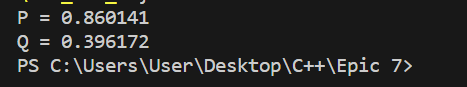 P = 0.860141
Q = 0.396172
PS C:\Users\User\Desktop\C++\Epic 7>